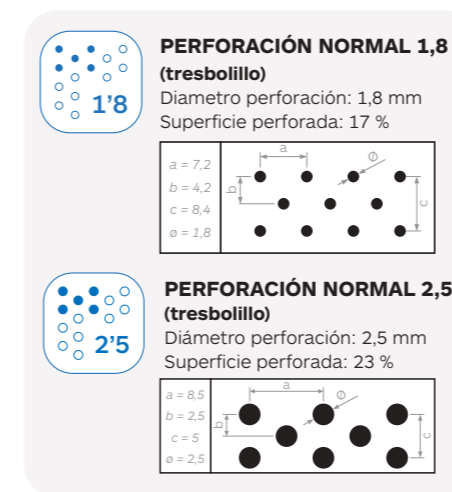 1'8
PERFORACIÓN NORMAL 1,8
(tresbolillo)
Diametro perforación: 1,8 mm
Superficie perforada: 17 %
a = 7,2
b = 4,2
c = 8,4
ø = 1,8
a
b
Ø
c
2'5
PERFORACIÓN NORMAL 2,5
(tresbolillo)
Diámetro perforación: 2,5 mm
Superficie perforada: 23 %
a = 8,5
b = 2,5
c = 5
ø = 2,5
a
b
Ø
c